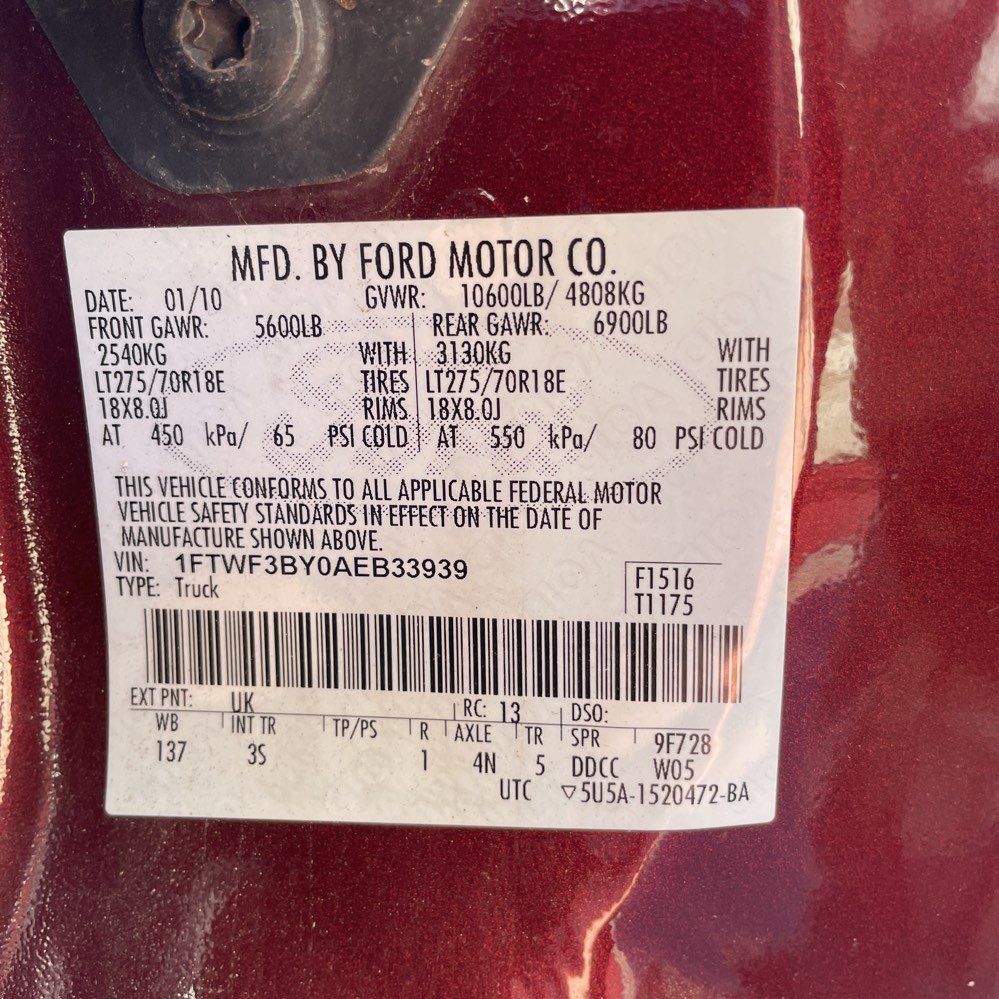 MFD. BY FORD MOTOR CO.
DATE: 01/10 GVWR: 10600LB/ 4808KG
FRONT GAWR: 5600LB REAR GAWR: 6900LB
2540KG WITH 3130KG WITH
LT275/70R18E TIRES LT275/70R18E TIRES
18X8.0J RIMS 18X8.0J RIMS
AT 450 kPa/ 65 PSI COLD AT 550 kPa/ 80 PSI COLD
THIS VEHICLE CONFORMS TO ALL APPLICABLE FEDERAL MOTOR
VEHICLE SAFETY STANDARDS IN EFFECT ON THE DATE OF
MANUFACTURE SHOWN ABOVE.
VIN: 1FTWF3BY0AEB33939
TYPE: Truck
F1516
T1175
EXT PNT: UK RC: 13 DSO:
WB INT TR TP/PS R AXLE TR SPR 9F728
137 3S 1 4N 5 DDCC W05
UTC ▽5U5A-1520472-BA